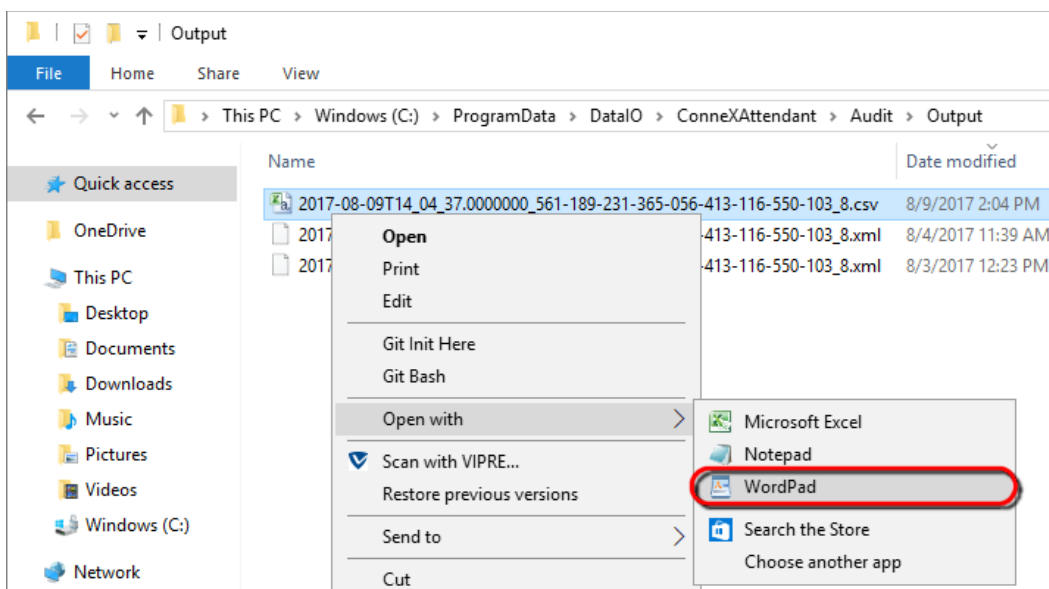 Output
File Home Share View
This PC > Windows (C:) > ProgramData > DataIO > ConneXAttendant > Audit > Output
Name Date modified
Quick access
2017-08-09T14_04_37.0000000_561-189-231-365-056-413-116-550-103_8.csv 8/9/2017 2:04 PM
OneDrive
2017 -413-116-550-103_8.xml 8/4/2017 11:39 AM
2017 -413-116-550-103_8.xml 8/3/2017 12:23 PM
This PC
Desktop
Documents
Downloads
Music
Pictures
Videos
Windows (C:)
Network
Open
Print
Edit
Git Init Here
Git Bash
Open with
Scan with VIPRE...
Restore previous versions
Send to
Cut
Microsoft Excel
Notepad
WordPad
Search the Store
Choose another app